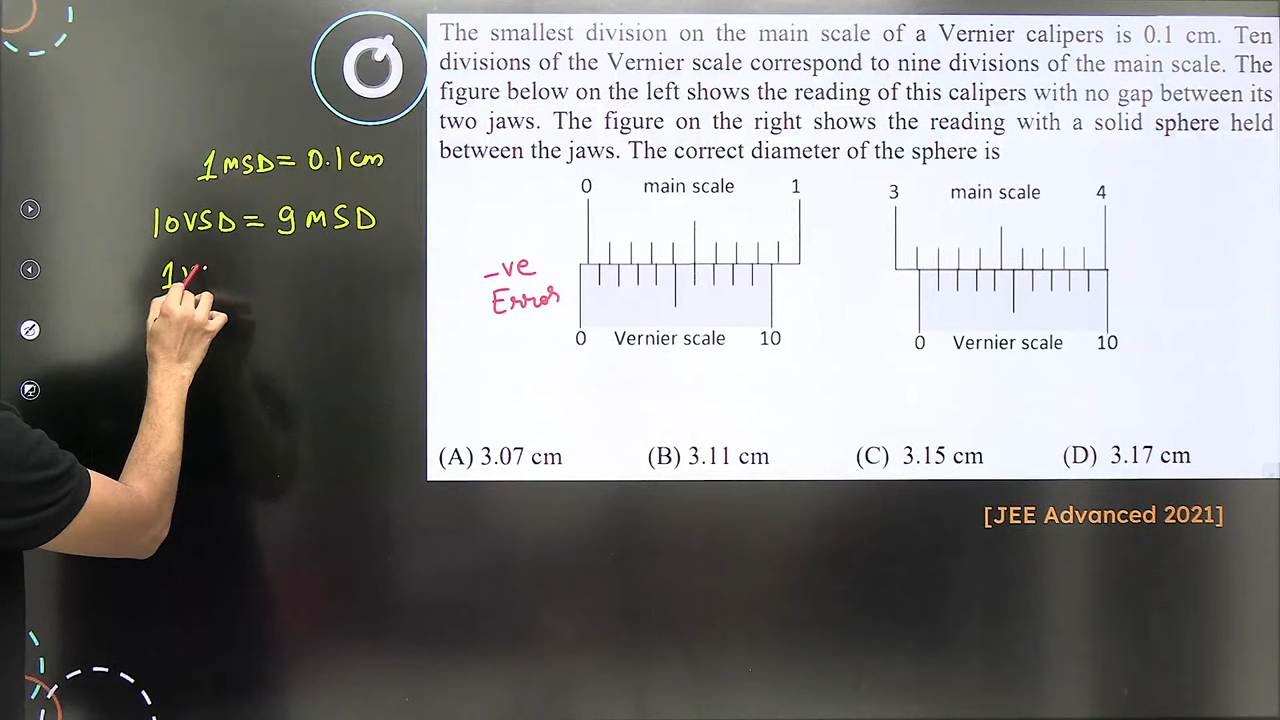 The smallest division on the main scale of a Vernier calipers is 0.1 cm. Ten
divisions of the Vernier scale correspond to nine divisions of the main scale. The
figure below on the left shows the reading of this calipers with no gap between its
two jaws. The figure on the right shows the reading with a solid sphere held
between the jaws. The correct diameter of the sphere is
1 MSD = 0.1 cm
10 VSD = 9 MSD
1 V
0 main scale 1
3 main scale 4
-ve
Error
0 Vernier scale 10
0 Vernier scale 10
(A) 3.07 cm (B) 3.11 cm (C) 3.15 cm (D) 3.17 cm
[JEE Advanced 2021]